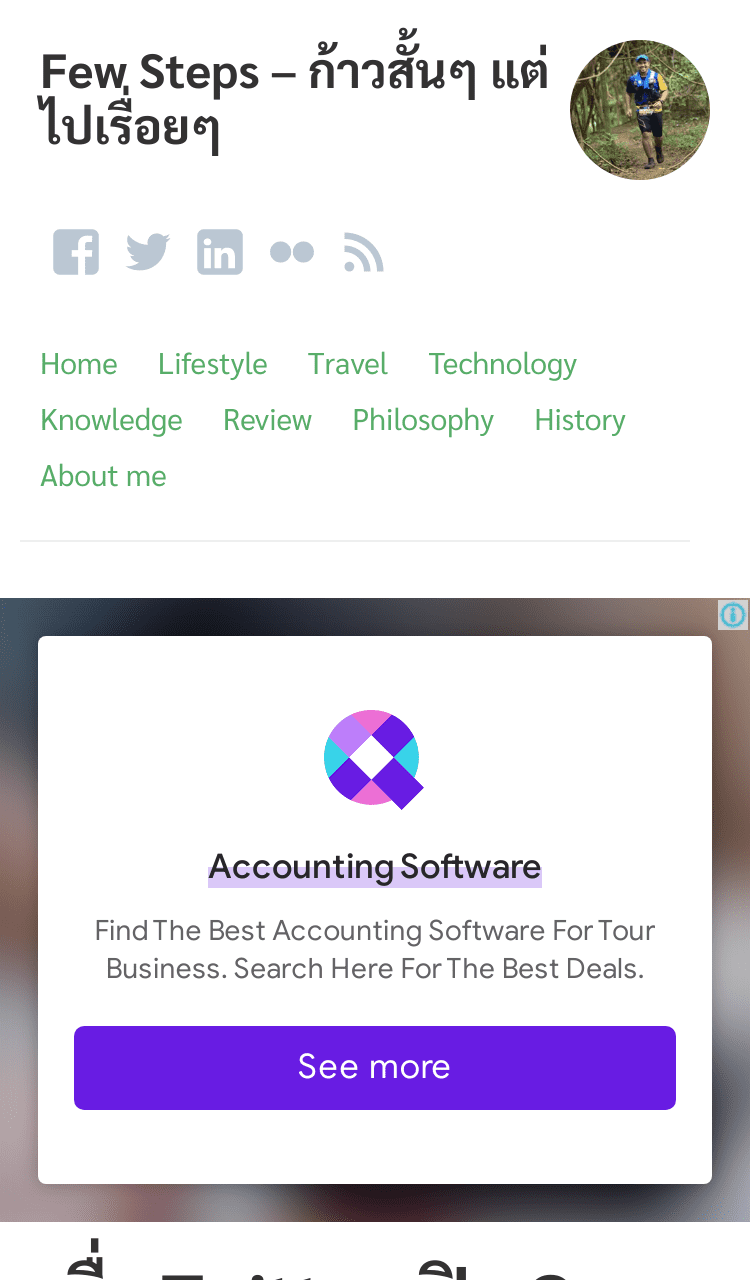 Few Steps – ก้าวสั้นๆ แต่
ไปเรื่อยๆ
Home Lifestyle Travel Technology
Knowledge Review Philosophy History
About me
Accounting Software
Find The Best Accounting Software For Tour
Business. Search Here For The Best Deals.
See more